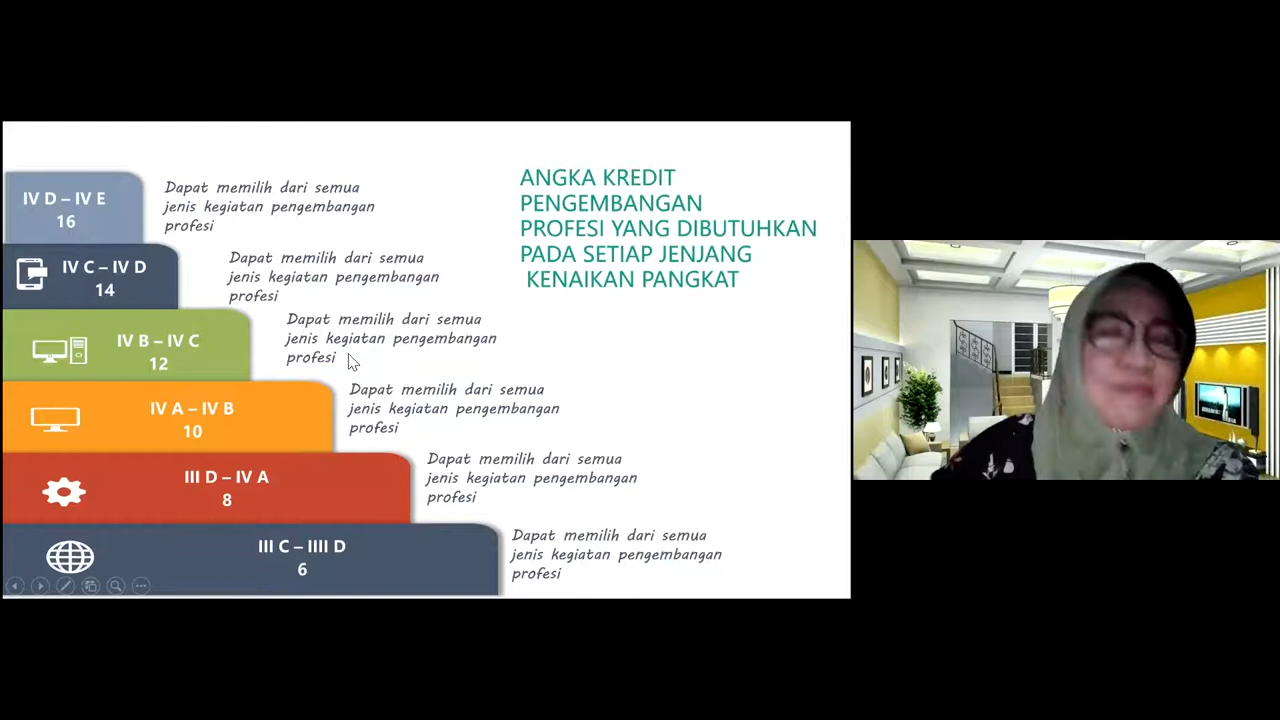 ANGKA KREDIT
PENGEMBANGAN
PROFESI YANG DIBUTUHKAN
PADA SETIAP JENJANG
KENAIKAN PANGKAT
IV D – IV E
16
Dapat memilih dari semua
jenis kegiatan pengembangan
profesi
IV C – IV D
14
Dapat memilih dari semua
jenis kegiatan pengembangan
profesi
IV B – IV C
12
Dapat memilih dari semua
jenis kegiatan pengembangan
profesi
IV A – IV B
10
Dapat memilih dari semua
jenis kegiatan pengembangan
profesi
III D – IV A
8
Dapat memilih dari semua
jenis kegiatan pengembangan
profesi
III C – IIII D
6
Dapat memilih dari semua
jenis kegiatan pengembangan
profesi